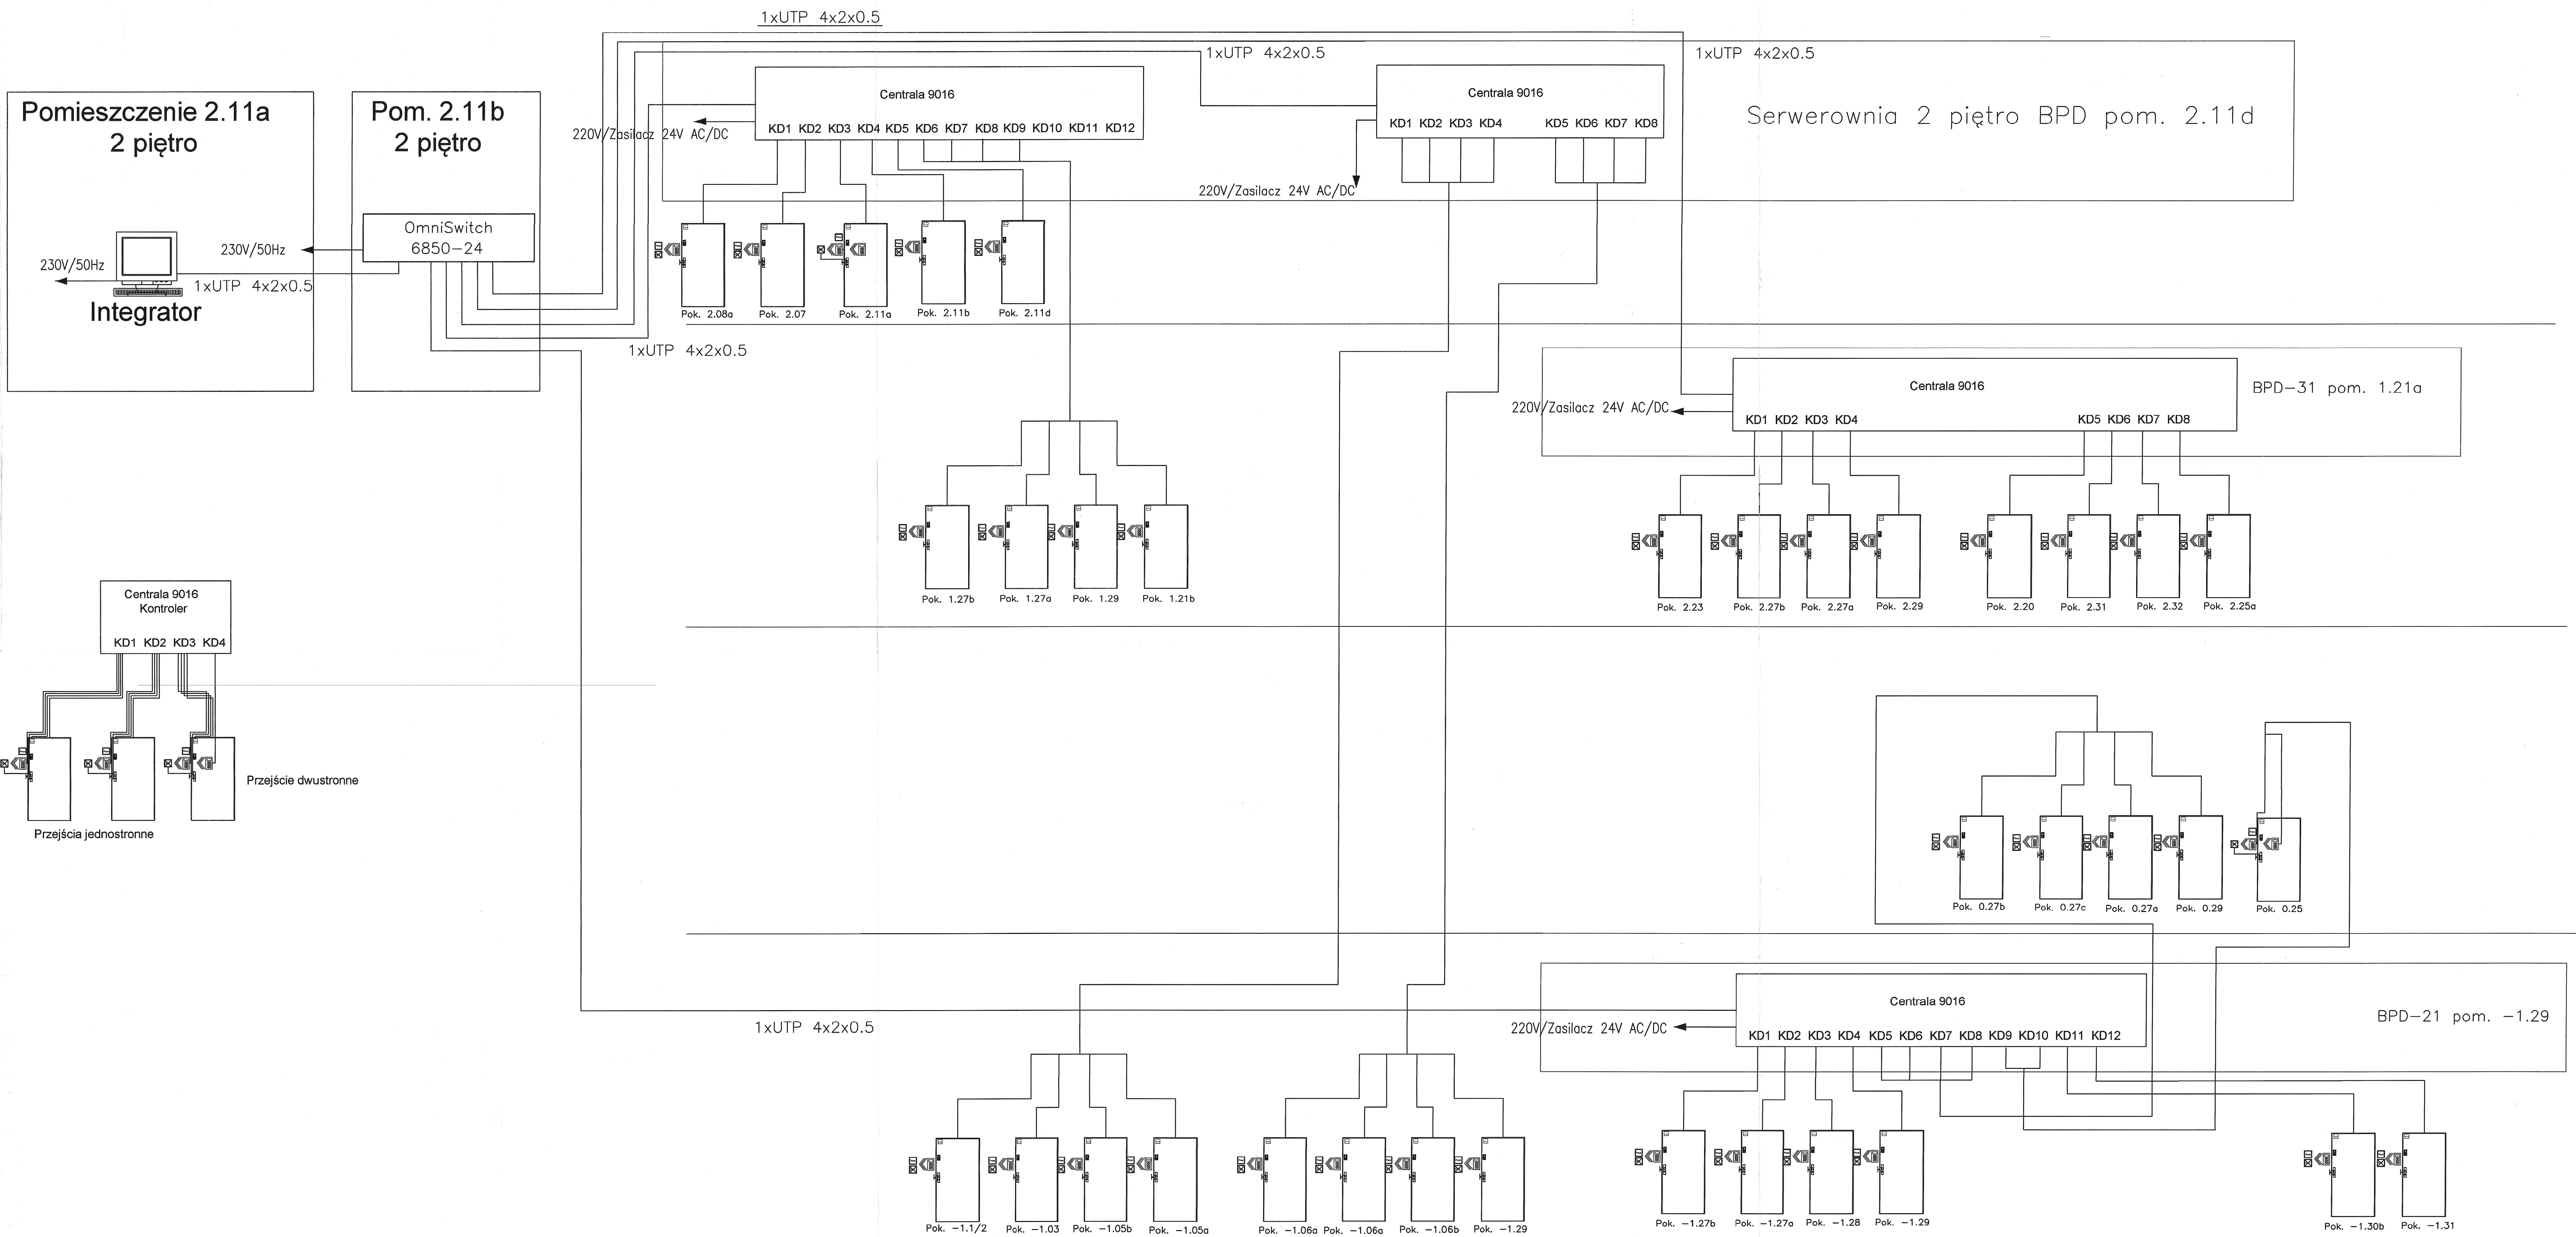 1xUTP 4x2x0.5
1xUTP 4x2x0.5
1xUTP 4x2x0.5
Pomieszczenie 2.11a
2 piętro
Pom. 2.11b
2 piętro
Centrala 9016
220V/Zasilacz 24V AC/DC
KD1 KD2 KD3 KD4 KD5 KD6 KD7 KD8 KD9 KD10 KD11 KD12
Centrala 9016
KD1 KD2 KD3 KD4 KD5 KD6 KD7 KD8
220V/Zasilacz 24V AC/DC
Serwerownia 2 piętro BPD pom. 2.11d
OmniSwitch
6850-24
230V/50Hz
230V/50Hz
1xUTP 4x2x0.5
Integrator
Pok. 2.08a
Pok. 2.07
Pok. 2.11a
Pok. 2.11b
Pok. 2.11d
1xUTP 4x2x0.5
Centrala 9016
BPD-31 pom. 1.21a
220V/Zasilacz 24V AC/DC
KD1 KD2 KD3 KD4 KD5 KD6 KD7 KD8
Pok. 1.27b
Pok. 1.27a
Pok. 1.29
Pok. 1.21b
Pok. 2.23
Pok. 2.27b
Pok. 2.27a
Pok. 2.29
Pok. 2.20
Pok. 2.31
Pok. 2.32
Pok. 2.25a
Centrala 9016
Kontroler
KD1 KD2 KD3 KD4
Przejście dwustronne
Przejścia jednostronne
Pok. 0.27b
Pok. 0.27c
Pok. 0.27a
Pok. 0.29
Pok. 0.25
Centrala 9016
BPD-21 pom. -1.29
1xUTP 4x2x0.5
220V/Zasilacz 24V AC/DC
KD1 KD2 KD3 KD4 KD5 KD6 KD7 KD8 KD9 KD10 KD11 KD12
Pok. -1.1/2
Pok. -1.03
Pok. -1.05b
Pok. -1.05a
Pok. -1.06a
Pok. -1.06a
Pok. -1.06b
Pok. -1.29
Pok. -1.27b
Pok. -1.27a
Pok. -1.28
Pok. -1.29
Pok. -1.30b
Pok. -1.31